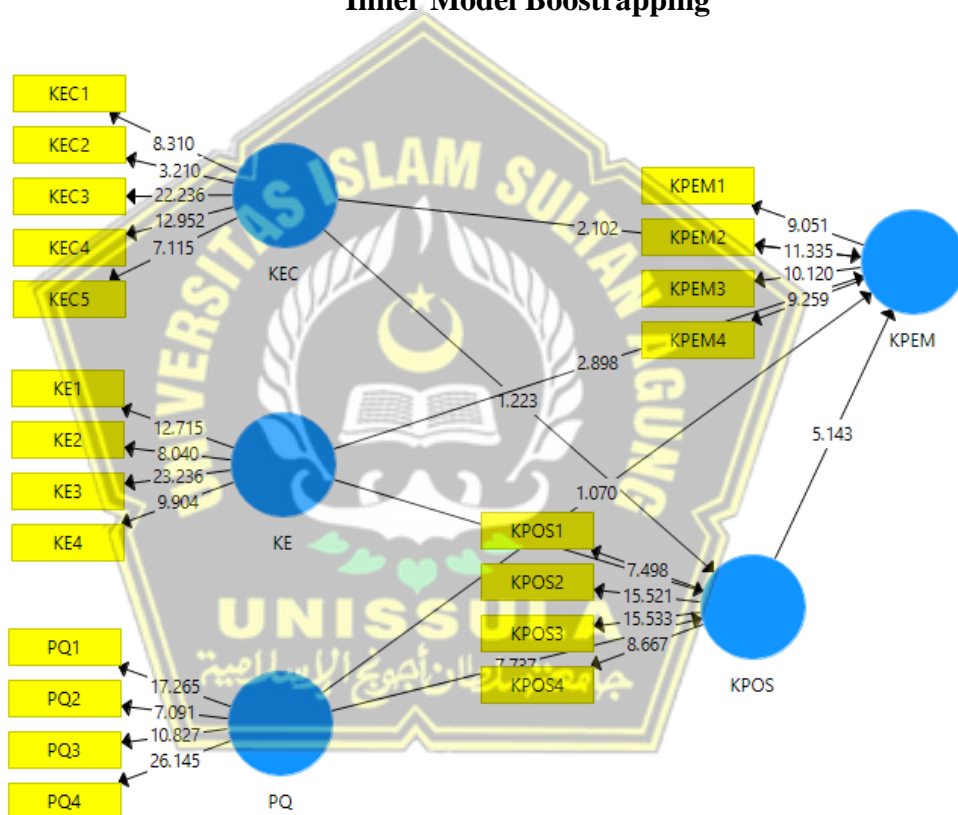 Inner Model Boostrapping
KEC1
KEC2
KEC3
KEC4
KEC5
8.310
3.210
22.236
12.952
7.115
KEC
KE1
KE2
KE3
KE4
12.715
8.040
23.236
9.904
KE
PQ1
PQ2
PQ3
PQ4
17.265
7.091
10.827
26.145
PQ
2.102
1.223
2.898
1.070
7.737
5.143
KPEM1
KPEM2
KPEM3
KPEM4
9.051
11.335
10.120
9.259
KPEM
KPOS1
KPOS2
KPOS3
KPOS4
7.498
15.521
15.533
8.667
KPOS
UNIVERSITAS ISLAM SULTAN AGUNG
UNISSULA